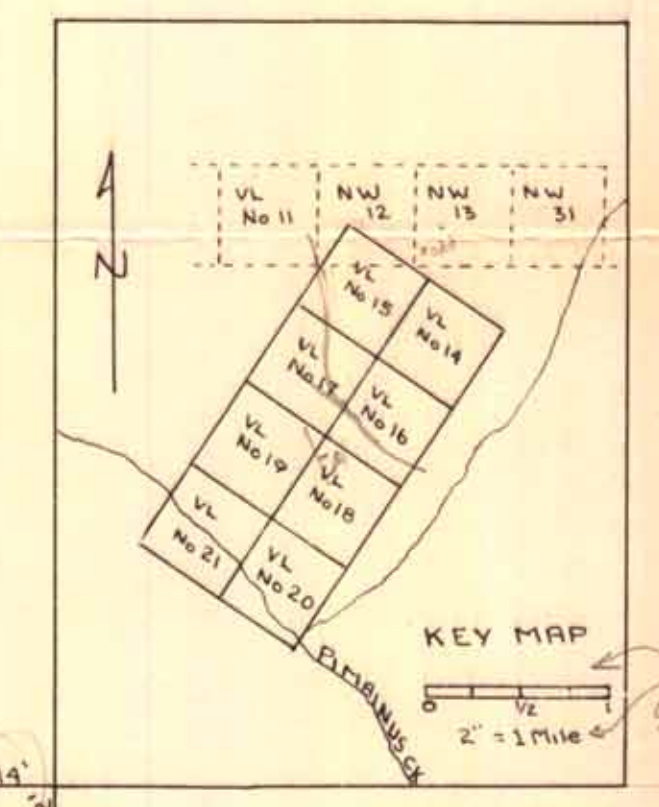 VL
No 11
NW
12
NW
13
NW
31
N
VL
No 15
VL
No 14
VL
No 17
VL
No 16
VL
No 19
VL
No 18
VL
No 21
VL
No 20
KEY MAP
0 1/2 1
2" = 1 Mile
PIMBINUS CK
4'